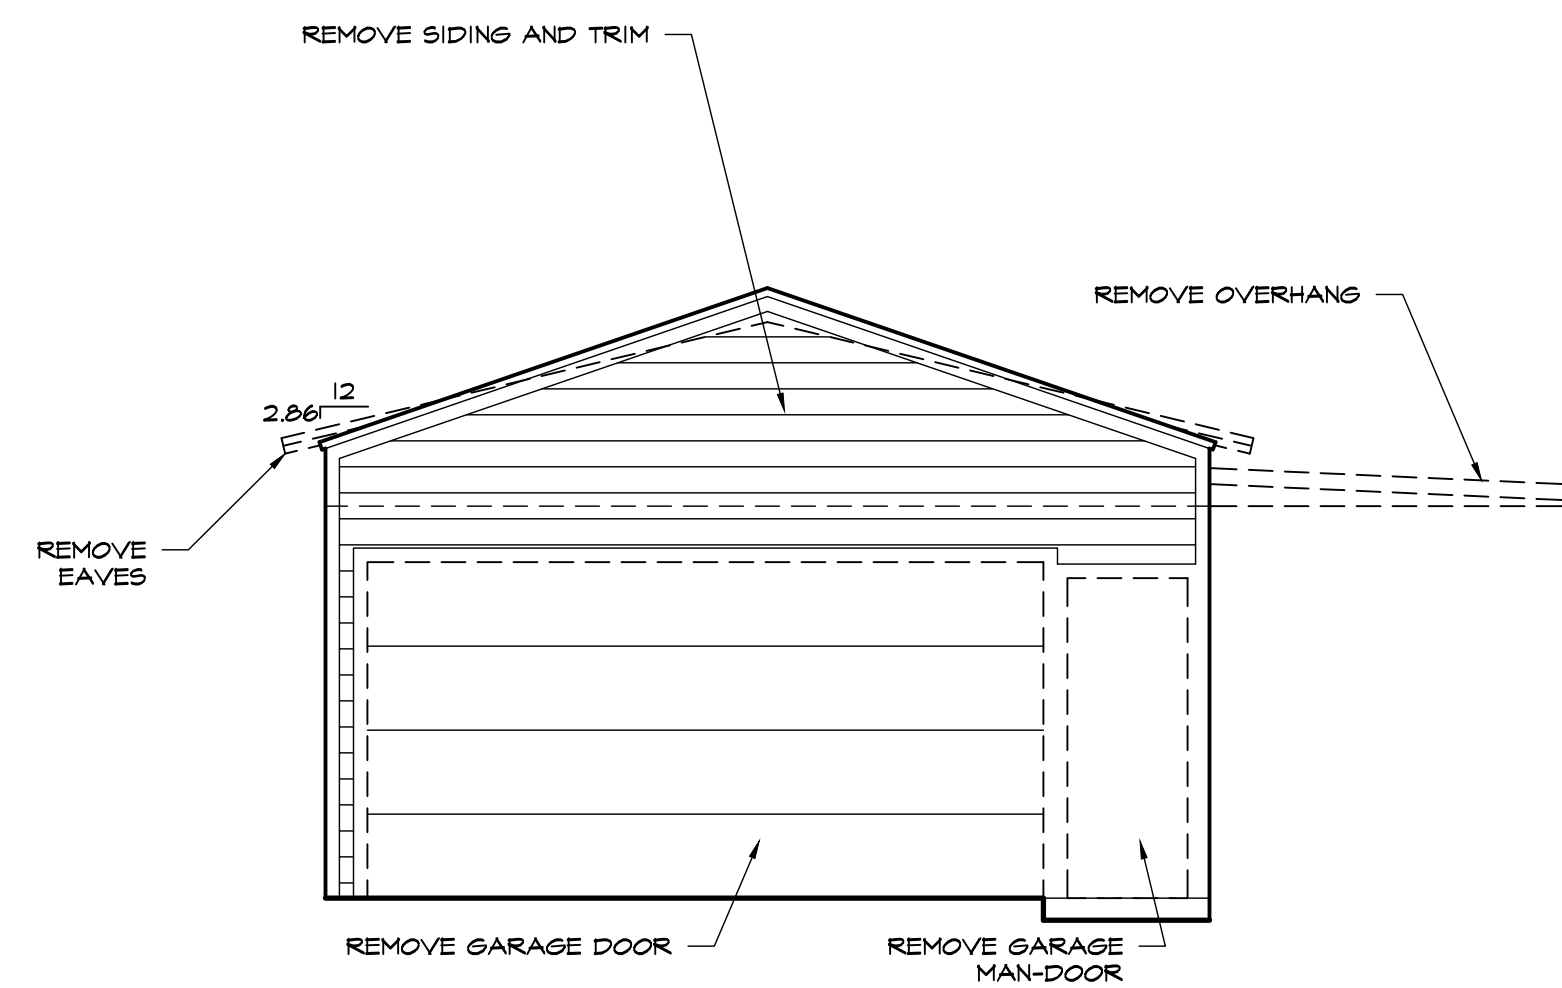 REMOVE SIDING AND TRIM
REMOVE OVERHANG
12
2.86
REMOVE
EAVES
REMOVE GARAGE DOOR
REMOVE GARAGE
MAN-DOOR